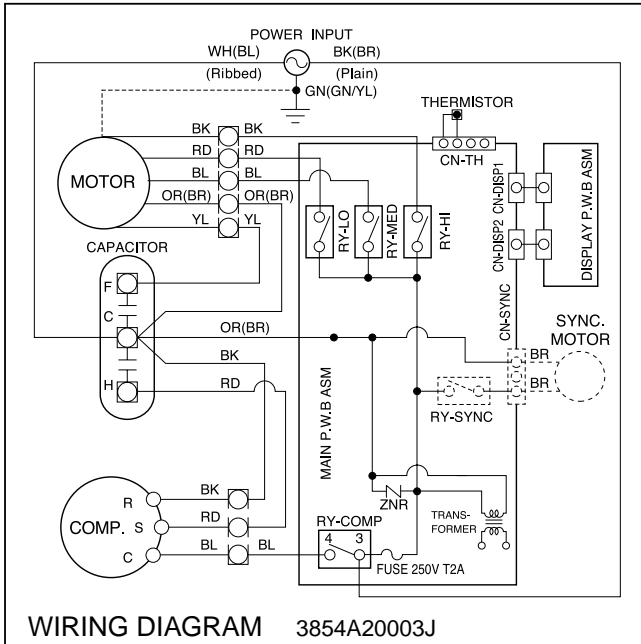 POWER INPUT
WH(BL) BK(BR)
(Ribbed) (Plain)
GN(GN/YL)
THERMISTOR
CN-TH
BK BK
RD RD
BL BL
OR(BR) OR(BR)
YL YL
MOTOR
RY-LO
RY-MED
RY-HI
CN-DISP1
CN-DISP2
DISPLAY P.W.B ASM
CAPACITOR
F
C
H
OR(BR)
BK
RD
CN-SYNC
SYNC.
MOTOR
BR
BR
RY-SYNC
MAIN P.W.B ASM
ZNR
TRANS-
FORMER
COMP.
R
S
C
BK
RD
BL BL
RY-COMP
4 3
FUSE 250V T2A
WIRING DIAGRAM 3854A20003J